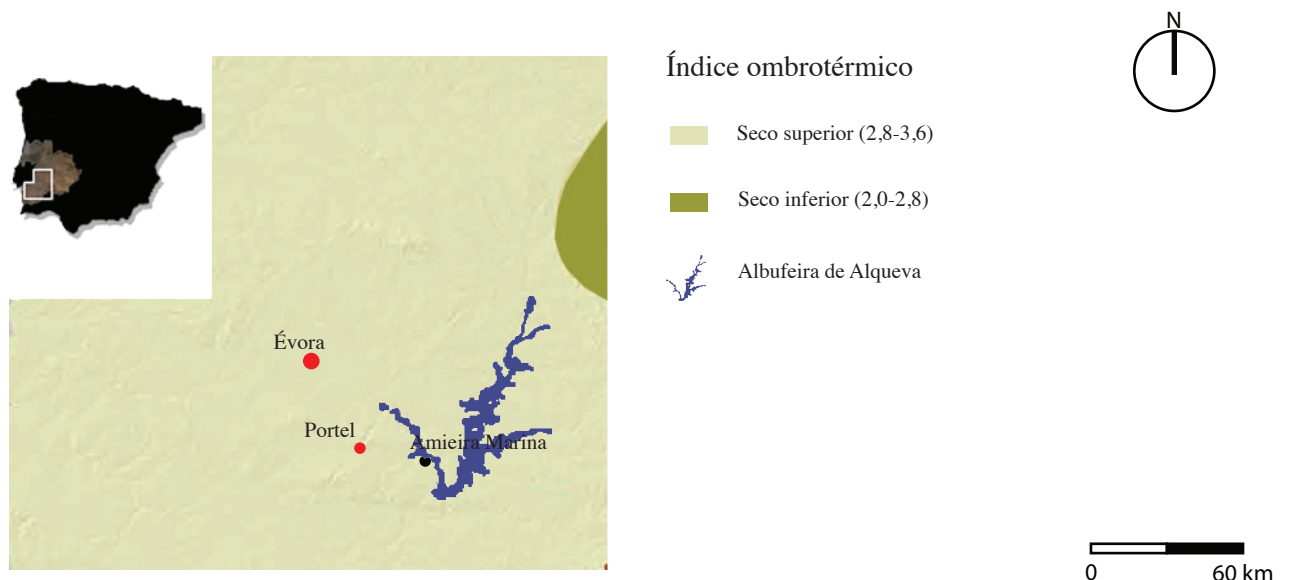 N
Índice ombrotérmico
Seco superior (2,8-3,6)
Seco inferior (2,0-2,8)
Albufeira de Alqueva
Évora
Portel
Amieira Marina
0 60 km